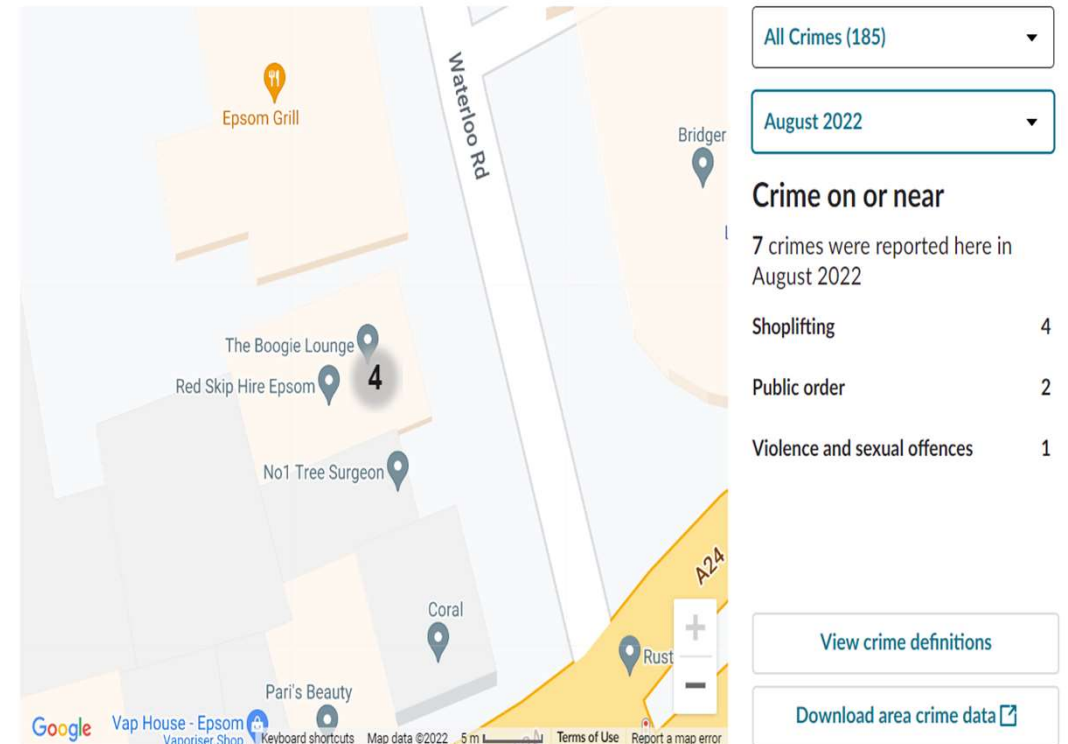 Epsom Grill
Waterloo Rd
Bridger
The Boogie Lounge
Red Skip Hire Epsom
4
No1 Tree Surgeon
A24
Coral
+
Rust
−
Pari's Beauty
Vap House - Epsom
Vaporiser Shop
Google
Keyboard shortcuts
Map data ©2022
5 m
Terms of Use
Report a map error
All Crimes (185)
August 2022
Crime on or near
7 crimes were reported here in
August 2022
Shoplifting 4
Public order 2
Violence and sexual offences 1
View crime definitions
Download area crime data